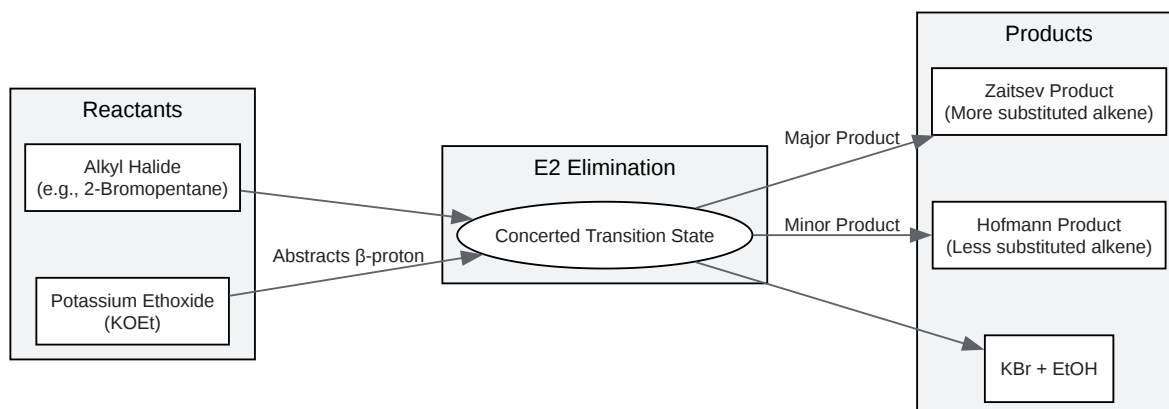 Reactants
Alkyl Halide
(e.g., 2-Bromopentane)
Potassium Ethoxide
(KOEt)
Abstracts β-proton
E2 Elimination
Concerted Transition State
Major Product
Minor Product
Products
Zaitsev Product
(More substituted alkene)
Hofmann Product
(Less substituted alkene)
KBr + EtOH